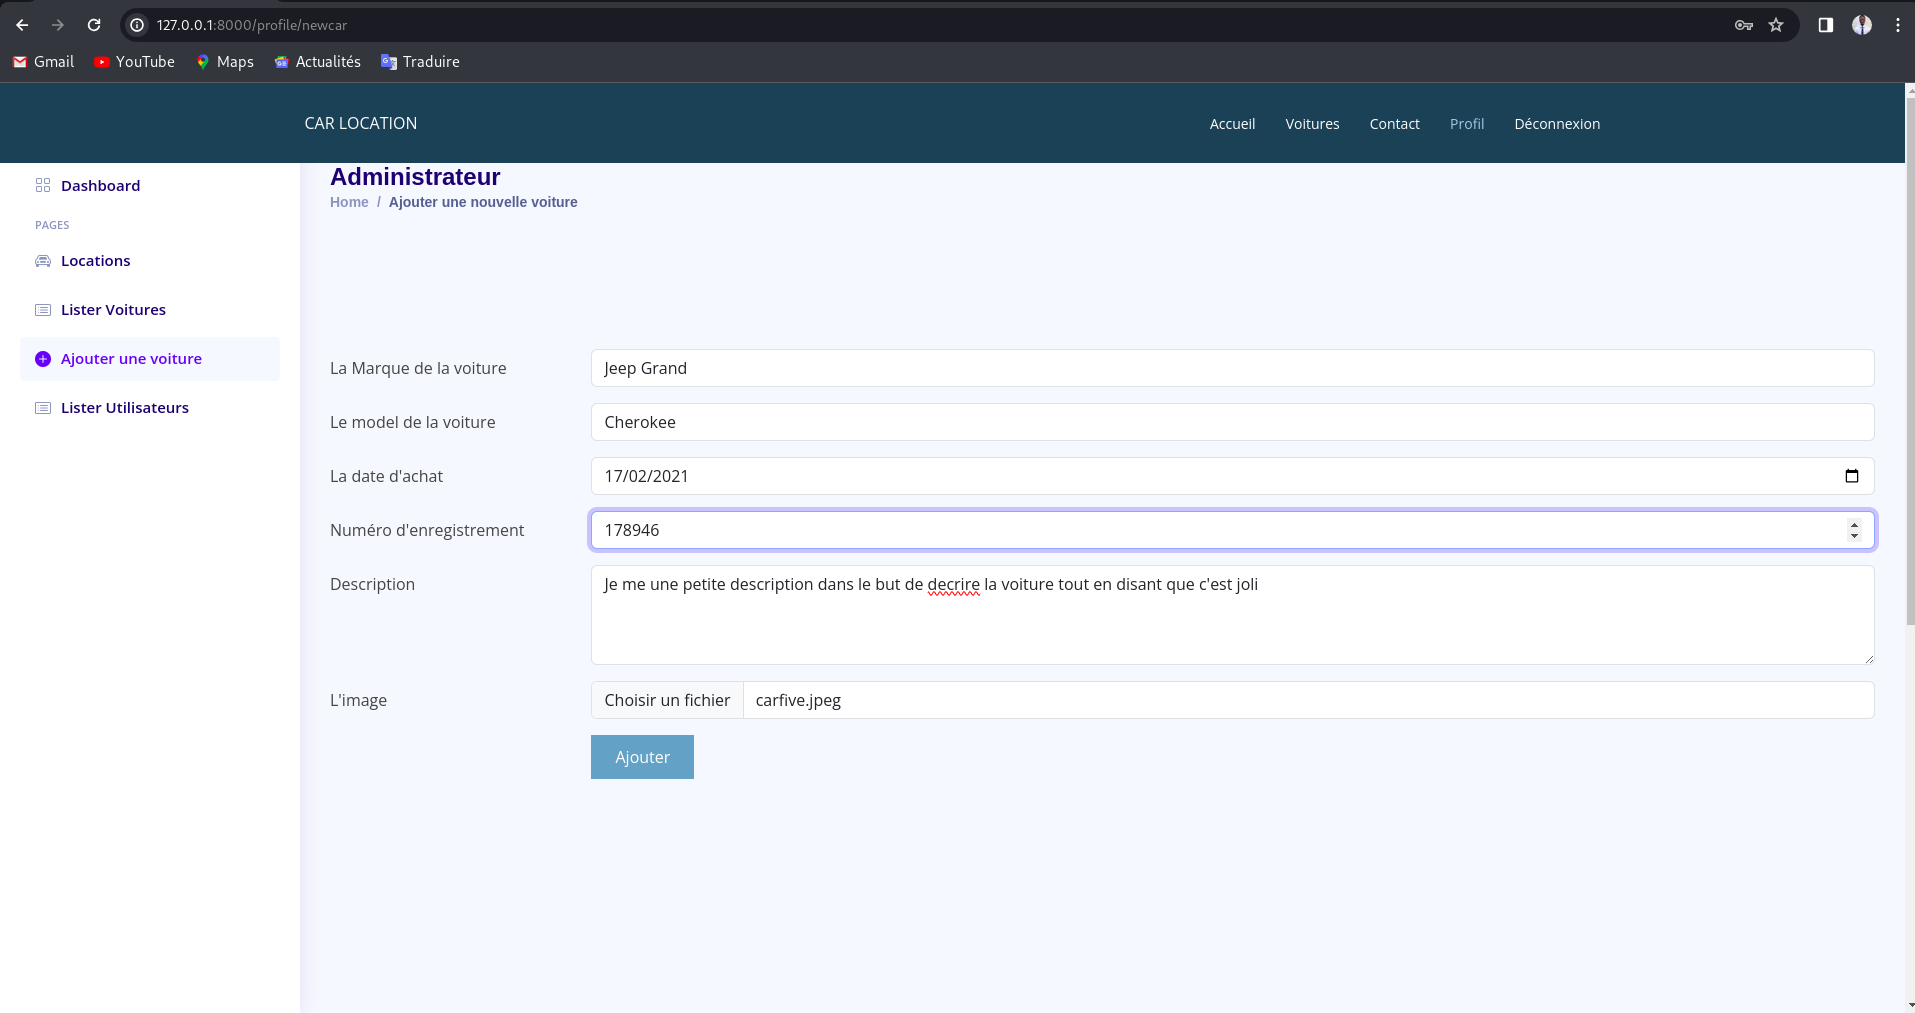 127.0.0.1:8000/profile/newcar
Gmail YouTube Maps Actualités Traduire
CAR LOCATION Accueil Voitures Contact Profil Déconnexion
Administrateur
Home / Ajouter une nouvelle voiture
Dashboard
PAGES
Locations
Lister Voitures
Ajouter une voiture
Lister Utilisateurs
La Marque de la voiture Jeep Grand
Le model de la voiture Cherokee
La date d'achat 17/02/2021
Numéro d'enregistrement 178946
Description Je me une petite description dans le but de decrire la voiture tout en disant que c'est joli
L'image Choisir un fichier carfive.jpeg
Ajouter